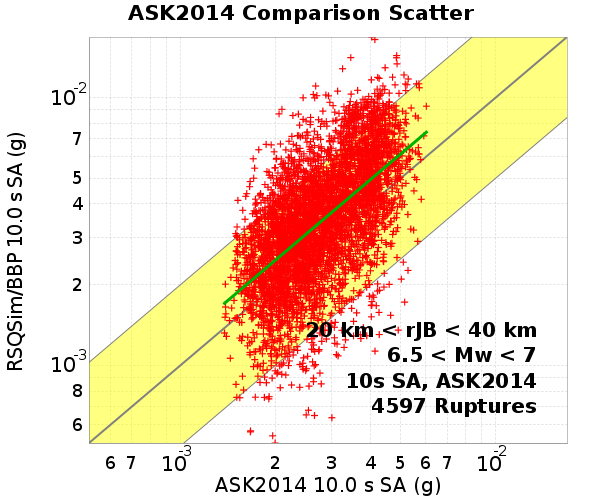 ASK2014 Comparison Scatter
RSQSim/BBP 10.0 s SA (g)
10-2
7
5
4
3
2
10-3
8
6
20 km < rJB < 40 km
6.5 < Mw < 7
10s SA, ASK2014
4597 Ruptures
6 7 10-3 2 3 4 5 6 7 10-2
ASK2014 10.0 s SA (g)